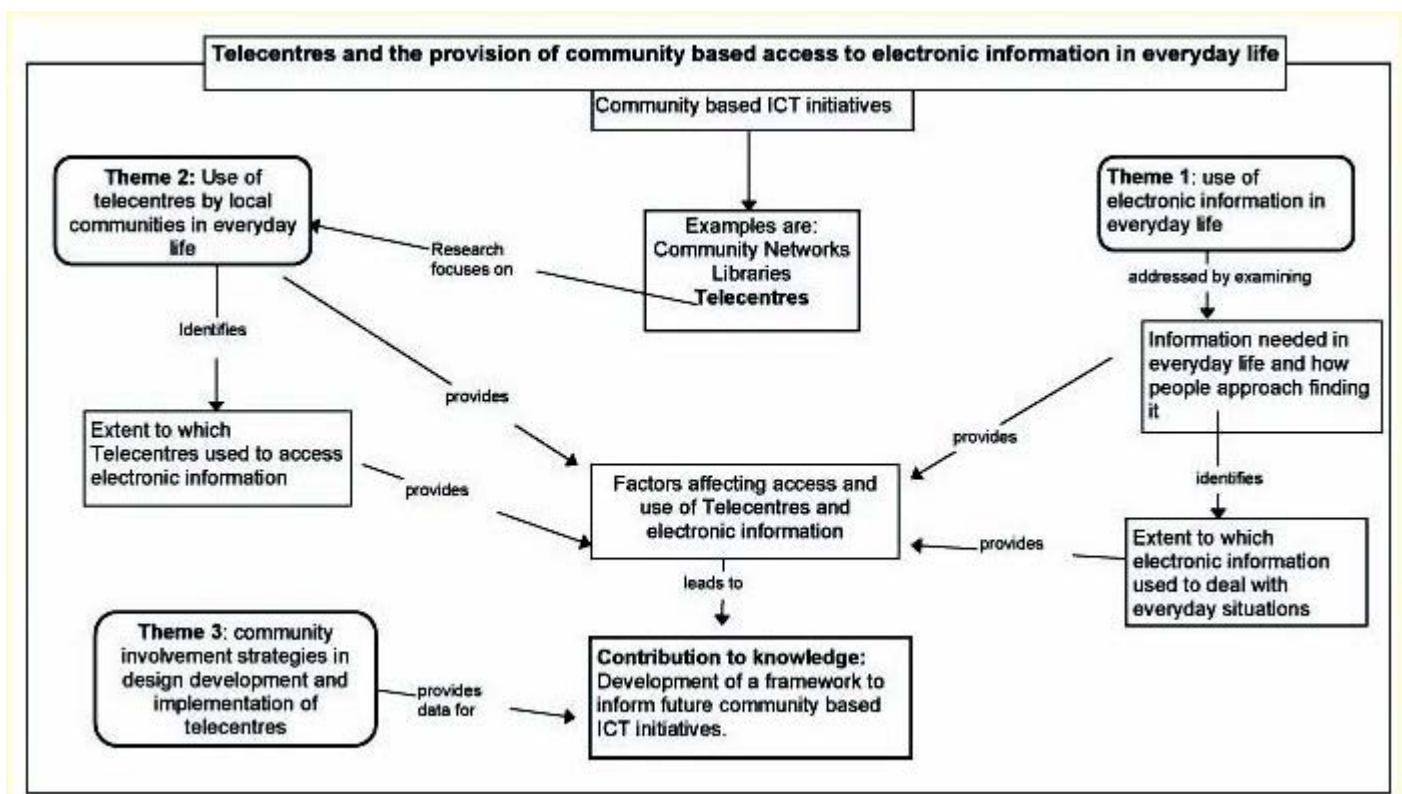 Telecentres and the provision of community based access to electronic information in everyday life
Community based ICT initiatives
Theme 2: Use of
telecentres by local
communities in everyday
life
Theme 1: use of
electronic information in
everyday life
Examples are:
Community Networks
Libraries
Telecentres
Research
focuses on
addressed by examining
Identifies
Information needed in
everyday life and how
people approach finding
it
provides
Extent to which
Telecentres used to access
electronic information
provides
provides
Factors affecting access and
use of Telecentres and
electronic information
identifies
provides
Extent to which
electronic information
used to deal with
everyday situations
leads to
Theme 3: community
involvement strategies in
design development and
implementation of
telecentres
provides
data for
Contribution to knowledge:
Development of a framework to
inform future community based
ICT initiatives.